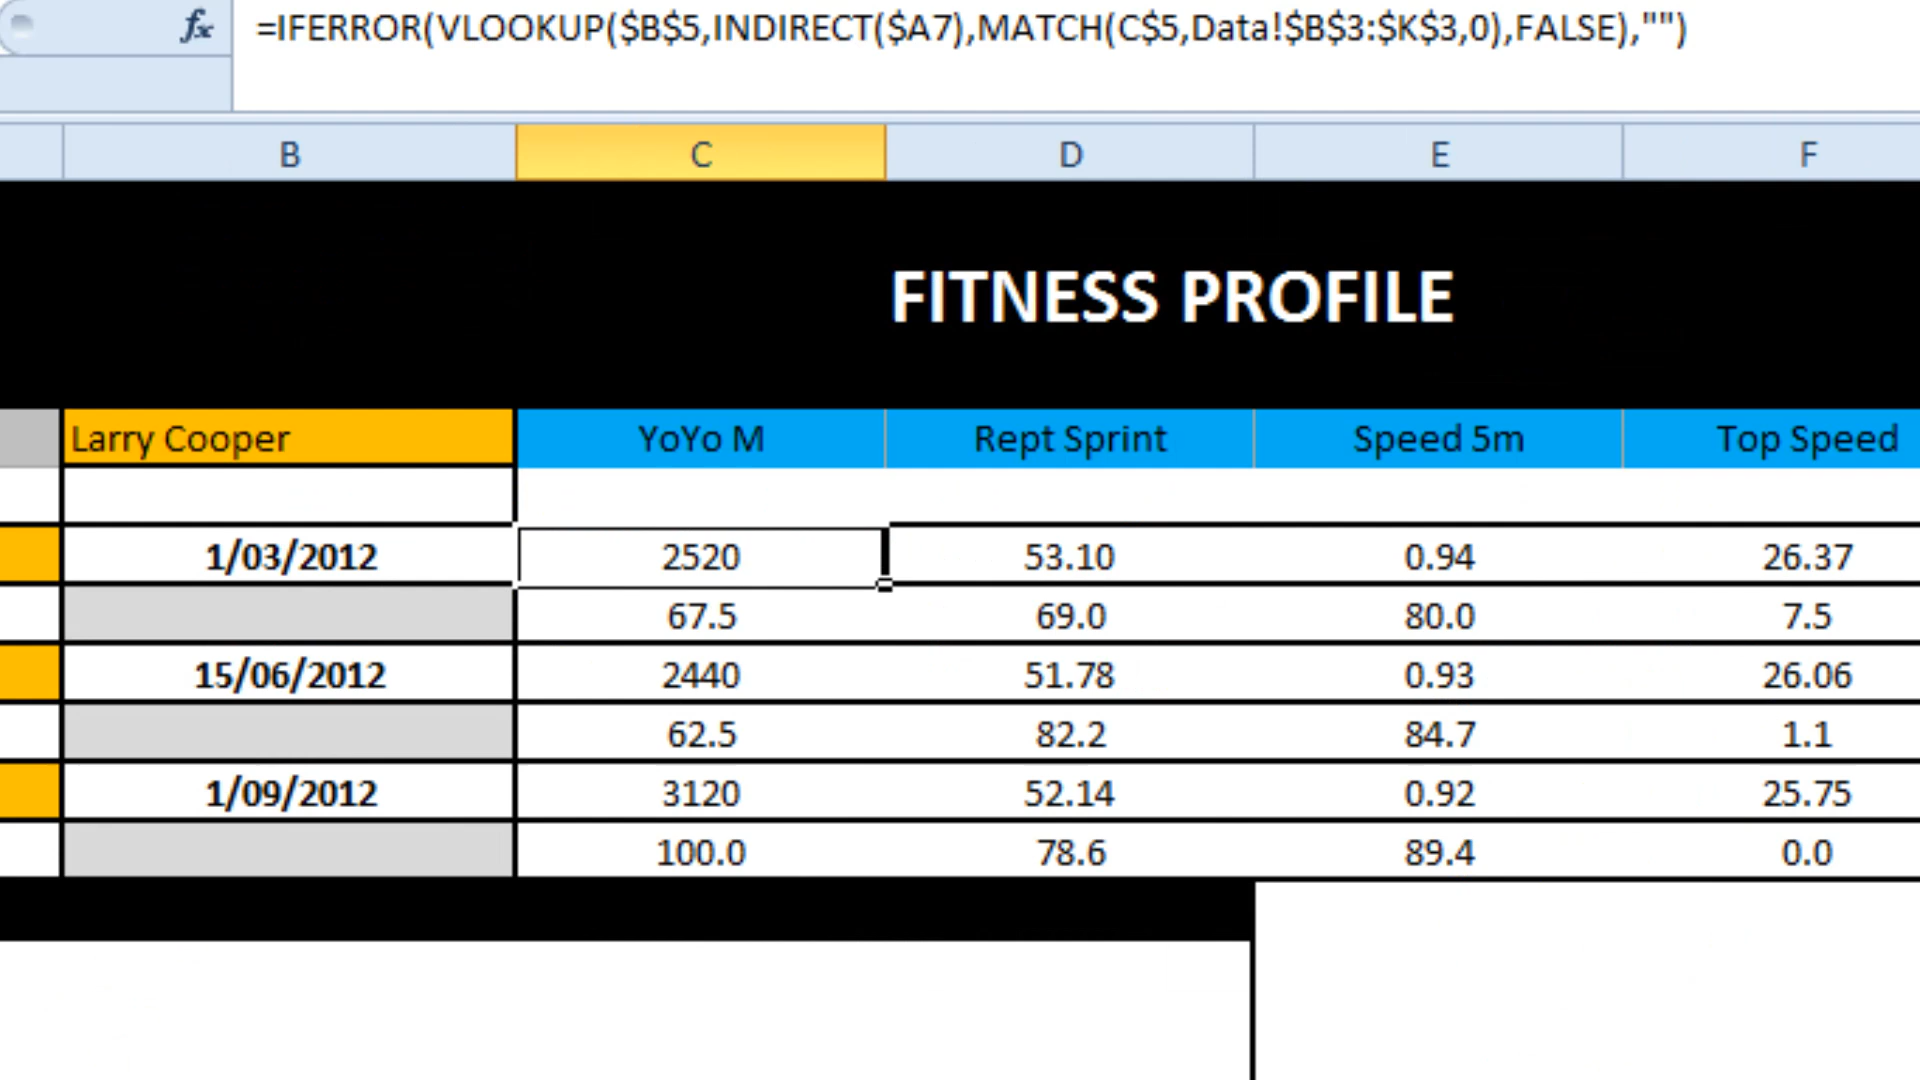 fx =IFERROR(VLOOKUP($B$5,INDIRECT($A7),MATCH(C$5,Data!$B$3:$K$3,0),FALSE),"")
B C D E F
FITNESS PROFILE
Larry Cooper YoYo M Rept Sprint Speed 5m Top Speed
1/03/2012 2520 53.10 0.94 26.37
67.5 69.0 80.0 7.5
15/06/2012 2440 51.78 0.93 26.06
62.5 82.2 84.7 1.1
1/09/2012 3120 52.14 0.92 25.75
100.0 78.6 89.4 0.0